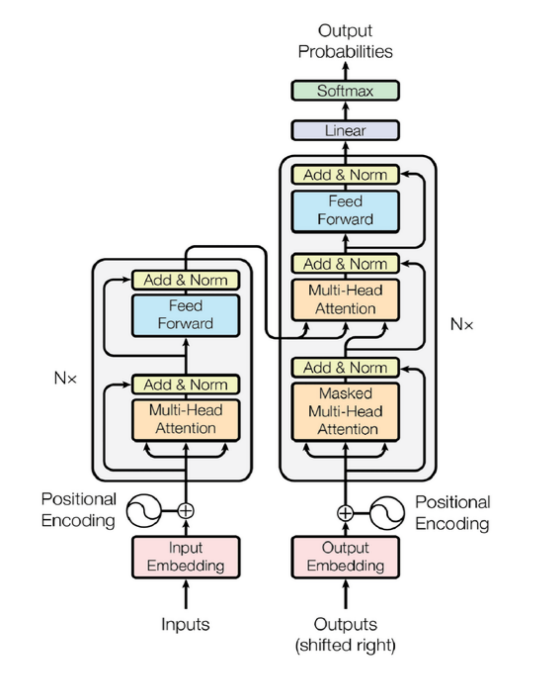 Output
Probabilities
Softmax
Linear
Add & Norm
Feed
Forward
Add & Norm
Multi-Head
Attention
Add & Norm
Masked
Multi-Head
Attention
Nx
Positional
Encoding
Output
Embedding
Outputs
(shifted right)
Add & Norm
Feed
Forward
Add & Norm
Multi-Head
Attention
Nx
Positional
Encoding
Input
Embedding
Inputs